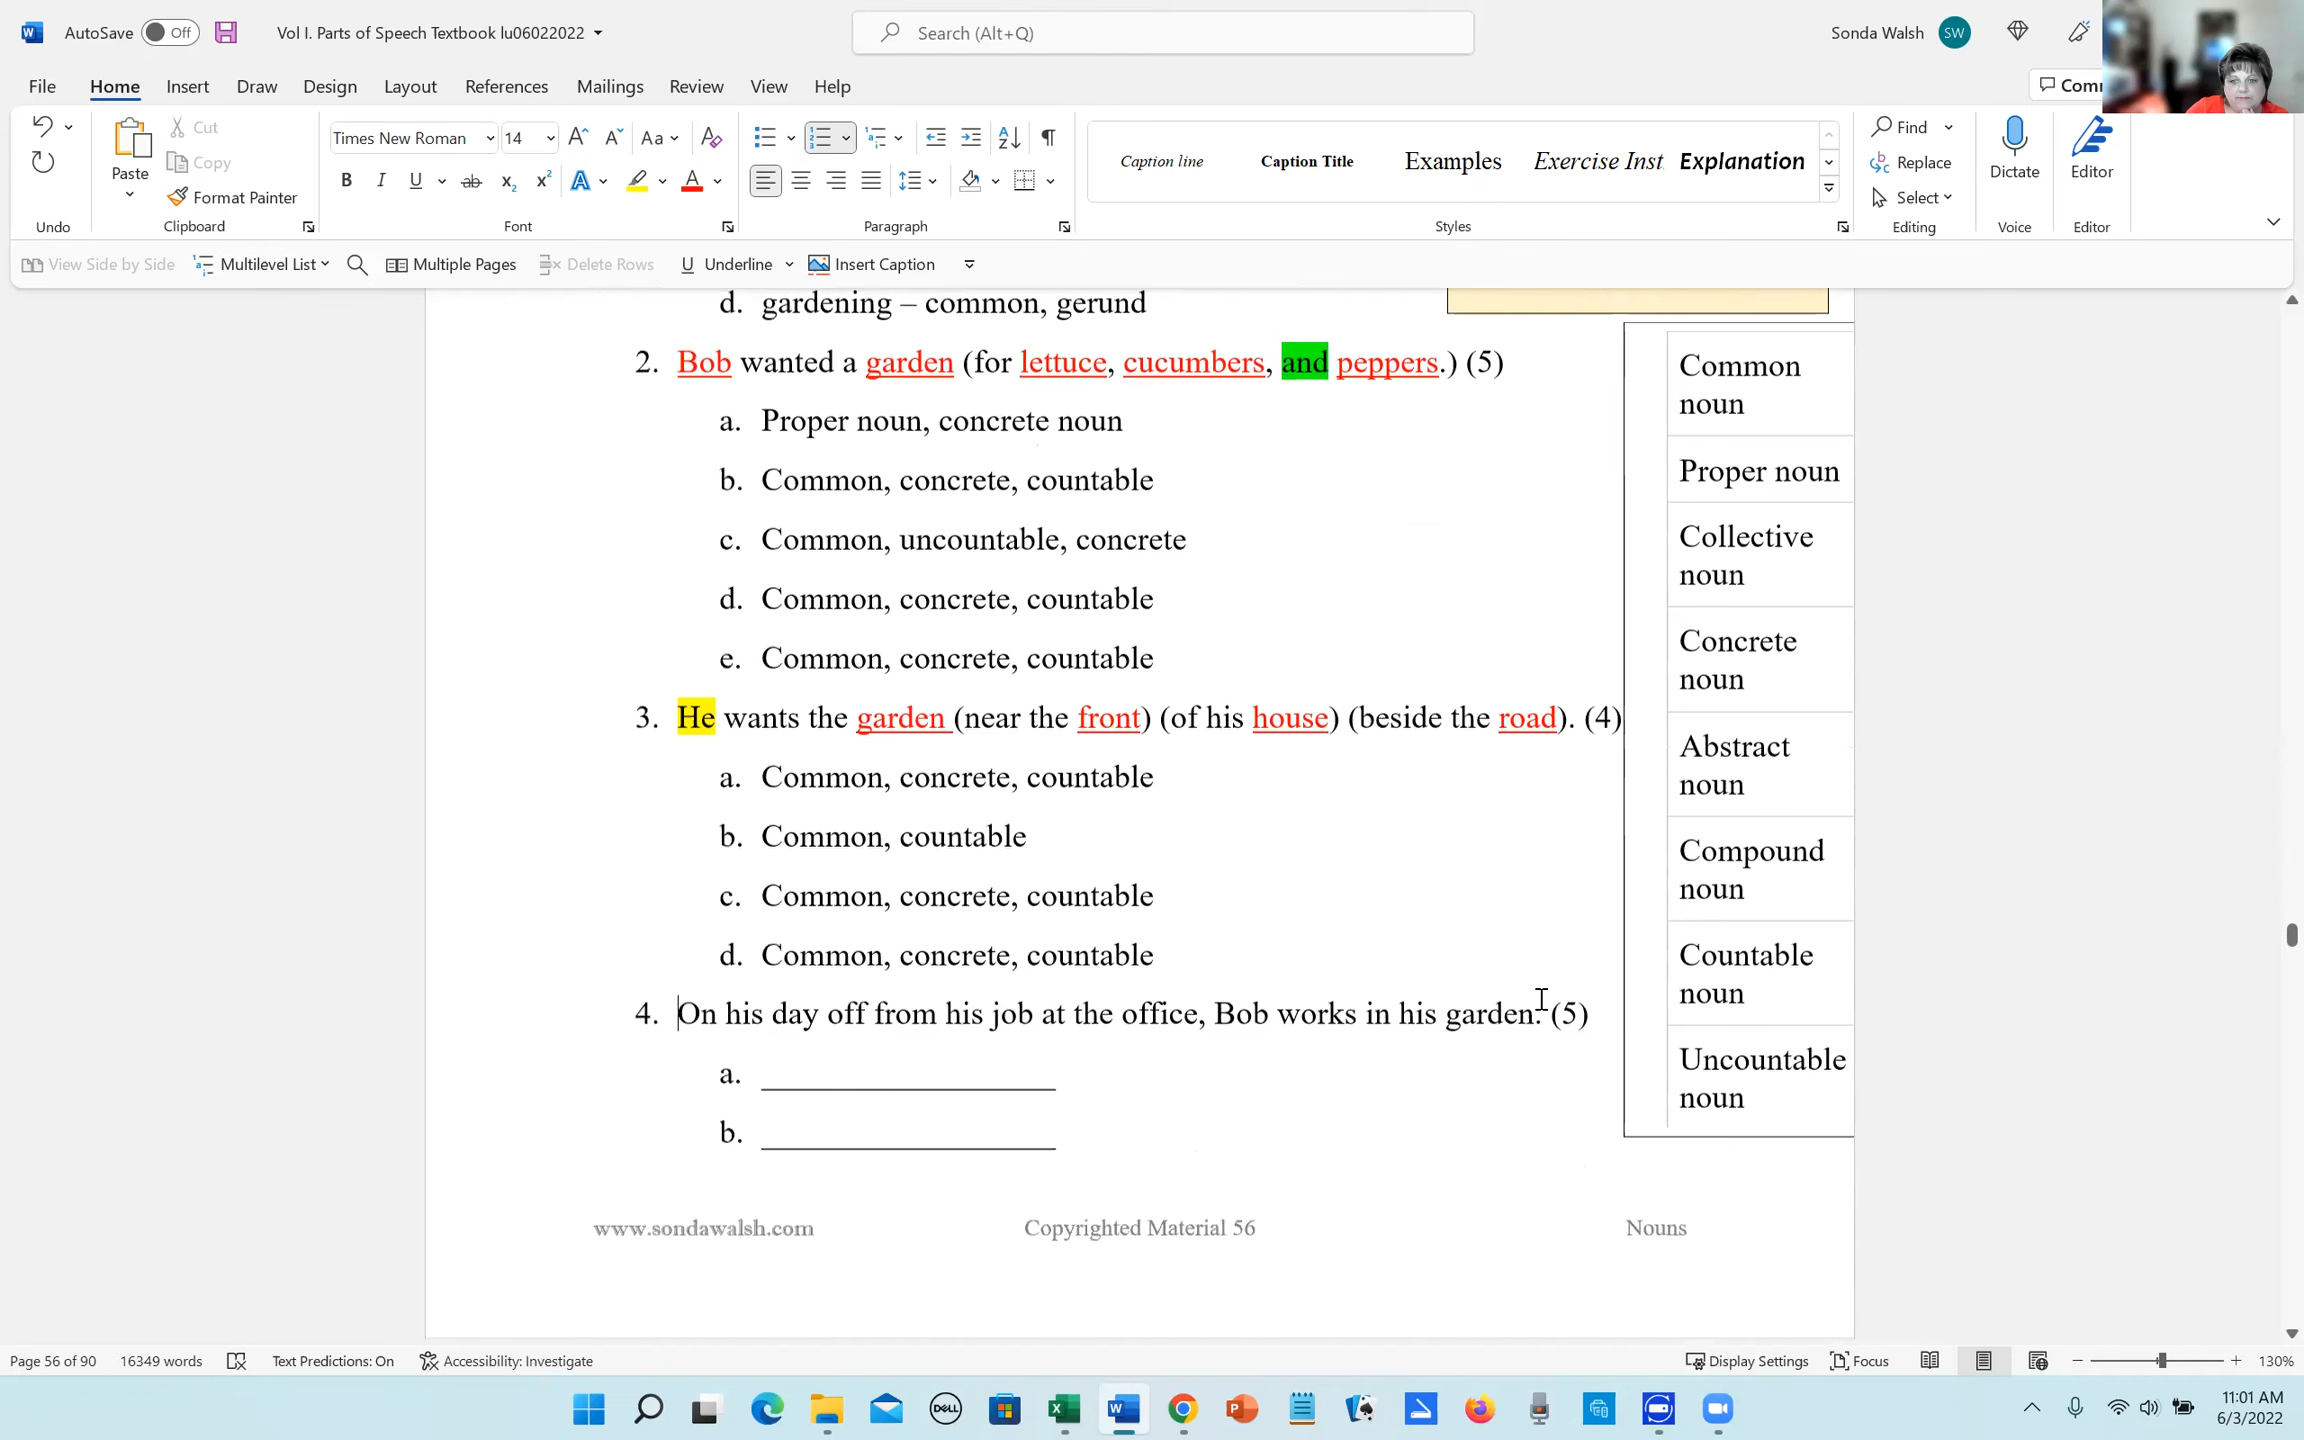 AutoSave Off Vol I. Parts of Speech Textbook lu06022022 Search (Alt+Q) Sonda Walsh SW
File Home Insert Draw Design Layout References Mailings Review View Help
Undo
Paste Cut Copy Format Painter
Clipboard
Times New Roman 14 Aa
B I U ab x₂ x² A A
Font
Paragraph
Caption line Caption Title Examples Exercise Inst Explanation
Styles
Find
Replace
Select
Editing
Dictate
Voice
Editor
Editor
View Side by Side Multilevel List Multiple Pages Delete Rows U Underline Insert Caption
d. gardening – common, gerund
2. Bob wanted a garden (for lettuce, cucumbers, and peppers.) (5)
a. Proper noun, concrete noun
b. Common, concrete, countable
c. Common, uncountable, concrete
d. Common, concrete, countable
e. Common, concrete, countable
3. He wants the garden (near the front) (of his house) (beside the road). (4)
a. Common, concrete, countable
b. Common, countable
c. Common, concrete, countable
d. Common, concrete, countable
4. On his day off from his job at the office, Bob works in his garden. (5)
a.
b.
Common
noun
Proper noun
Collective
noun
Concrete
noun
Abstract
noun
Compound
noun
Countable
noun
Uncountable
noun
www.sondawalsh.com Copyrighted Material 56 Nouns
Page 56 of 90 16349 words Text Predictions: On Accessibility: Investigate Display Settings Focus 130%
DELL
11:01 AM
6/3/2022